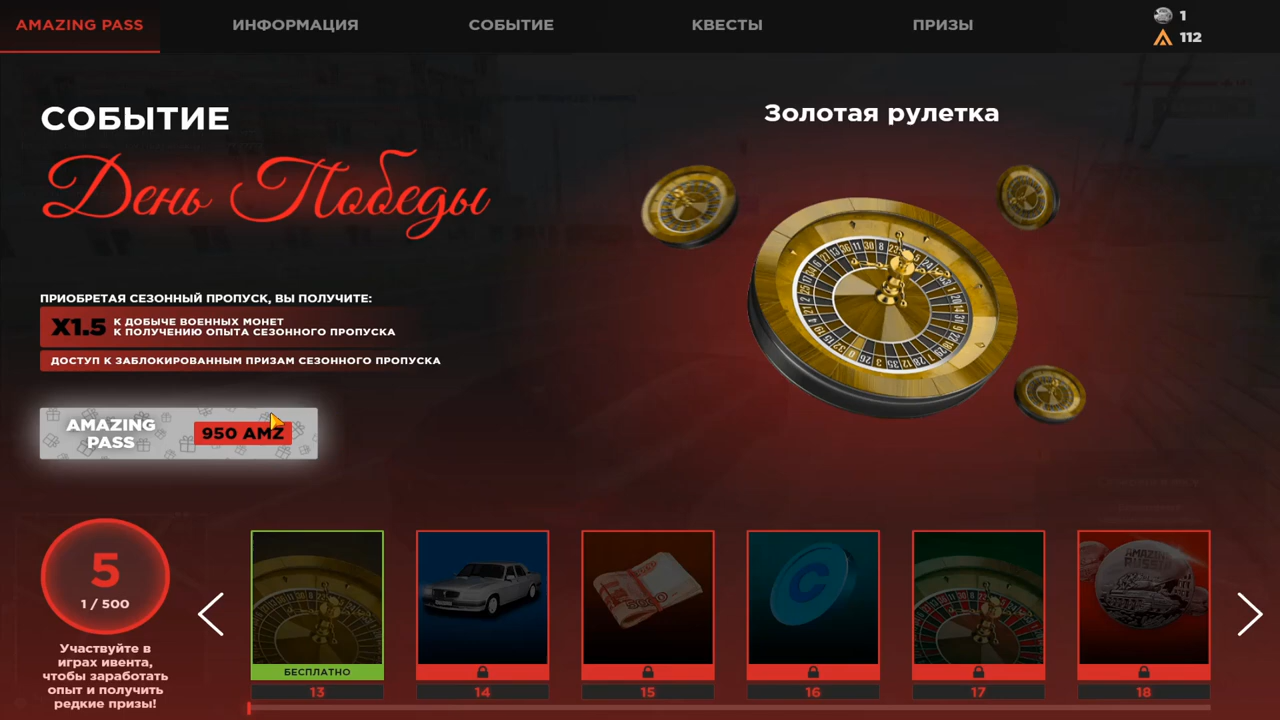 AMAZING PASS
ИНФОРМАЦИЯ
СОБЫТИЕ
КВЕСТЫ
ПРИЗЫ
1
112
СОБЫТИЕ
День Победы
Золотая рулетка
ПРИОБРЕТАЯ СЕЗОННЫЙ ПРОПУСК, ВЫ ПОЛУЧИТЕ:
X1.5
К ДОБЫЧЕ ВОЕННЫХ МОНЕТ
К ПОЛУЧЕНИЮ ОПЫТА СЕЗОННОГО ПРОПУСКА
ДОСТУП К ЗАБЛОКИРОВАННЫМ ПРИЗАМ СЕЗОННОГО ПРОПУСКА
AMAZING
PASS
950 AMZ
5
1 / 500
Участвуйте в
играх ивента,
чтобы заработать
опыт и получить
редкие призы!
БЕСПЛАТНО
13
14
15
16
17
AMAZING
RUSSIA
18